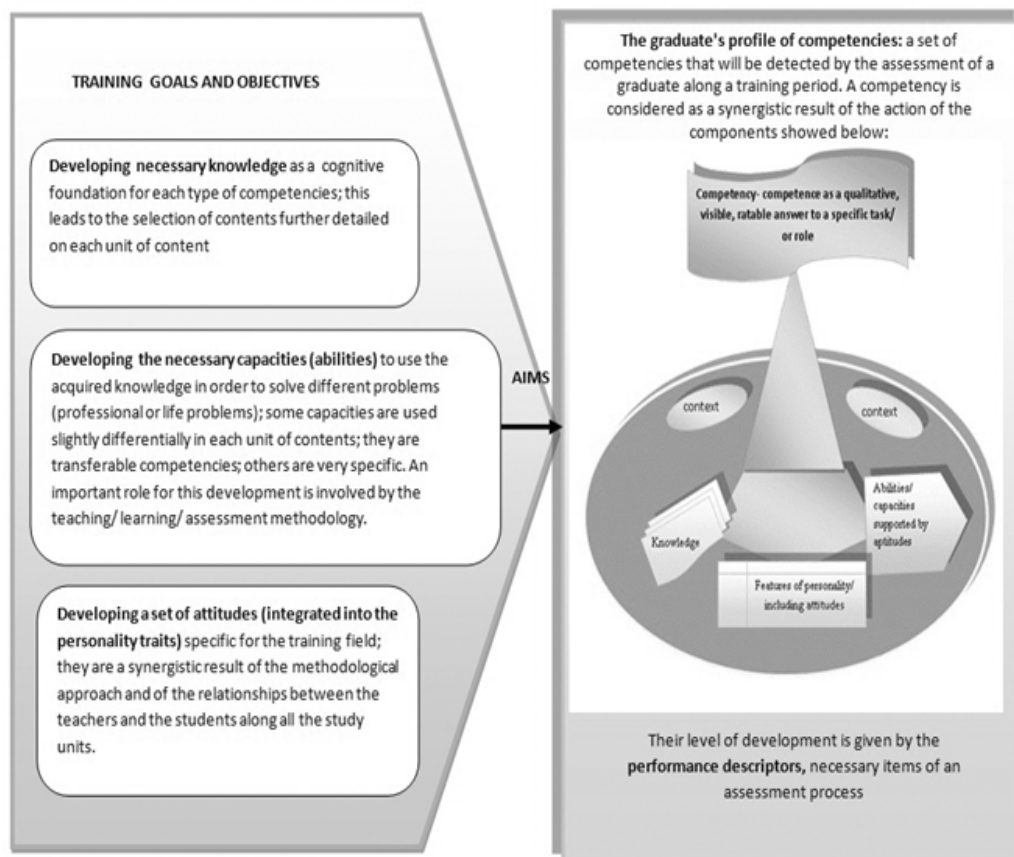 TRAINING GOALS AND OBJECTIVES
Developing necessary knowledge as a cognitive
foundation for each type of competencies; this
leads to the selection of contents further detailed
on each unit of content
Developing the necessary capacities (abilities) to use the
acquired knowledge in order to solve different problems
(professional or life problems); some capacities are used
slightly differentially in each unit of contents; they are
transferable competencies; others are very specific. An
important role for this development is involved by the
teaching/ learning/ assessment methodology.
Developing a set of attitudes (integrated into the
personality traits) specific for the training field;
they are a synergistic result of the methodological
approach and of the relationships between the
teachers and the students along all the study
units.
AIMS
The graduate's profile of competencies: a set of
competencies that will be detected by the assessment of a
graduate along a training period. A competency is
considered as a synergistic result of the action of the
components showed below:
Competency- competence as a qualitative,
visible, ratable answer to a specific task/
or role
context
context
Knowledge
Abilities/
capacities
supported by
aptitudes
Features of personality/
including attitudes
Their level of development is given by the
performance descriptors, necessary items of an
assessment process